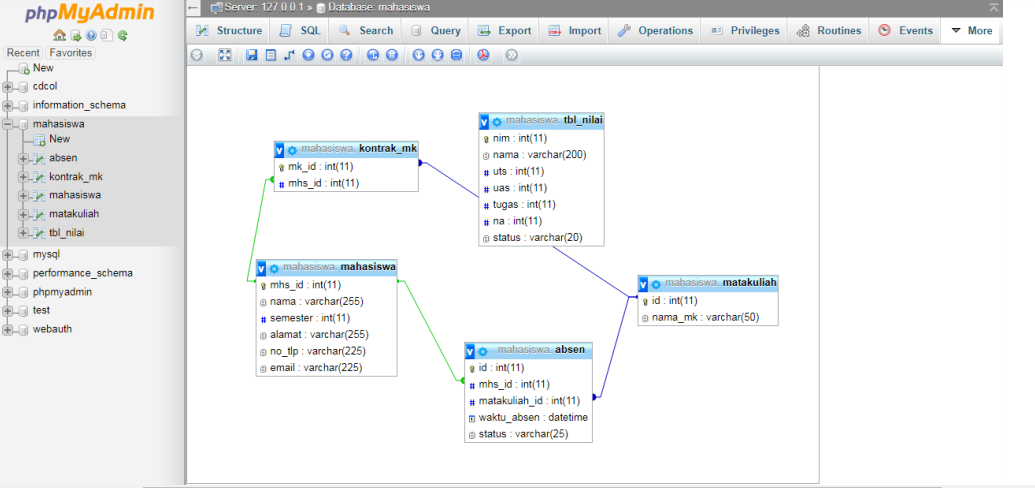 phpMyAdmin
Recent Favorites
New
cdcol
information_schema
mahasiswa
New
absen
kontrak_mk
mahasiswa
matakuliah
tbl_nilai
mysql
performance_schema
phpmyadmin
test
webauth
Server: 127.0.0.1 » Database: mahasiswa
Structure SQL Search Query Export Import Operations Privileges Routines Events More
v mahasiswa kontrak_mk
mk_id : int(11)
# mhs_id : int(11)
v mahasiswa tbl_nilai
nim : int(11)
nama : varchar(200)
# uts : int(11)
# uas : int(11)
# tugas : int(11)
# na : int(11)
status : varchar(20)
v mahasiswa mahasiswa
mhs_id : int(11)
nama : varchar(255)
# semester : int(11)
alamat : varchar(255)
no_tlp : varchar(225)
email : varchar(225)
v mahasiswa matakuliah
id : int(11)
nama_mk : varchar(50)
v mahasiswa absen
id : int(11)
# mhs_id : int(11)
# matakuliah_id : int(11)
waktu_absen : datetime
status : varchar(25)